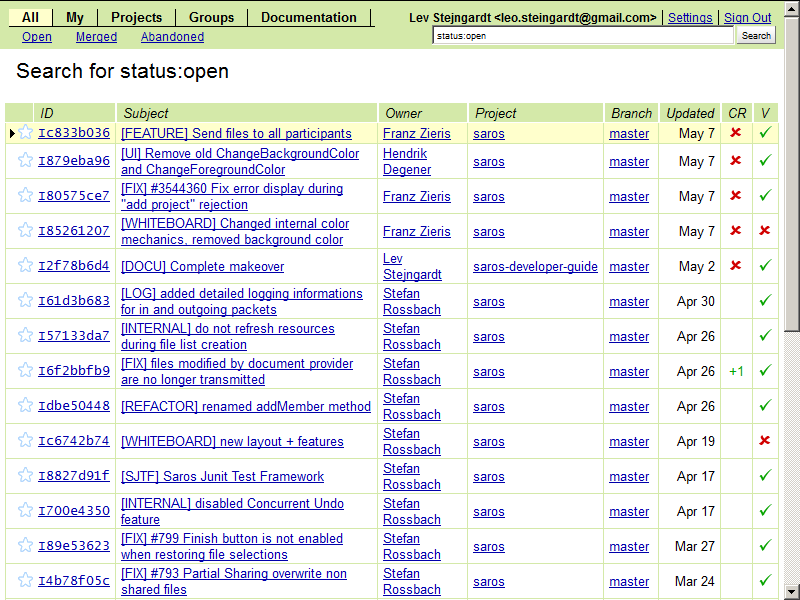 All My Projects Groups Documentation Lev Stejngardt <leo.steingardt@gmail.com> Settings Sign Out
Open Merged Abandoned status:open Search
Search for status:open
ID Subject Owner Project Branch Updated CR V
Ic833b036 [FEATURE] Send files to all participants Franz Zieris saros master May 7
I879eba96 [UI] Remove old ChangeBackgroundColor and ChangeForegroundColor Hendrik Degener saros master May 7
I80575ce7 [FIX] #3544360 Fix error display during "add project" rejection Franz Zieris saros master May 7
I85261207 [WHITEBOARD] Changed internal color mechanics, removed background color Franz Zieris saros master May 7
I2f78b6d4 [DOCU] Complete makeover Lev Stejngardt saros-developer-guide master May 2
I61d3b683 [LOG] added detailed logging informations for in and outgoing packets Stefan Rossbach saros master Apr 30
I57133da7 [INTERNAL] do not refresh resources during file list creation Stefan Rossbach saros master Apr 26
I6f2bbfb9 [FIX] files modified by document provider are no longer transmitted Stefan Rossbach saros master Apr 26 +1
Idbe50448 [REFACTOR] renamed addMember method Stefan Rossbach saros master Apr 26
Ic6742b74 [WHITEBOARD] new layout + features Stefan Rossbach saros master Apr 19
I8827d91f [SJTF] Saros Junit Test Framework Stefan Rossbach saros master Apr 17
I700e4350 [INTERNAL] disabled Concurrent Undo feature Stefan Rossbach saros master Apr 17
I89e53623 [FIX] #799 Finish button is not enabled when restoring file selections Stefan Rossbach saros master Mar 27
I4b78f05c [FIX] #793 Partial Sharing overwrite non shared files Stefan Rossbach saros master Mar 24